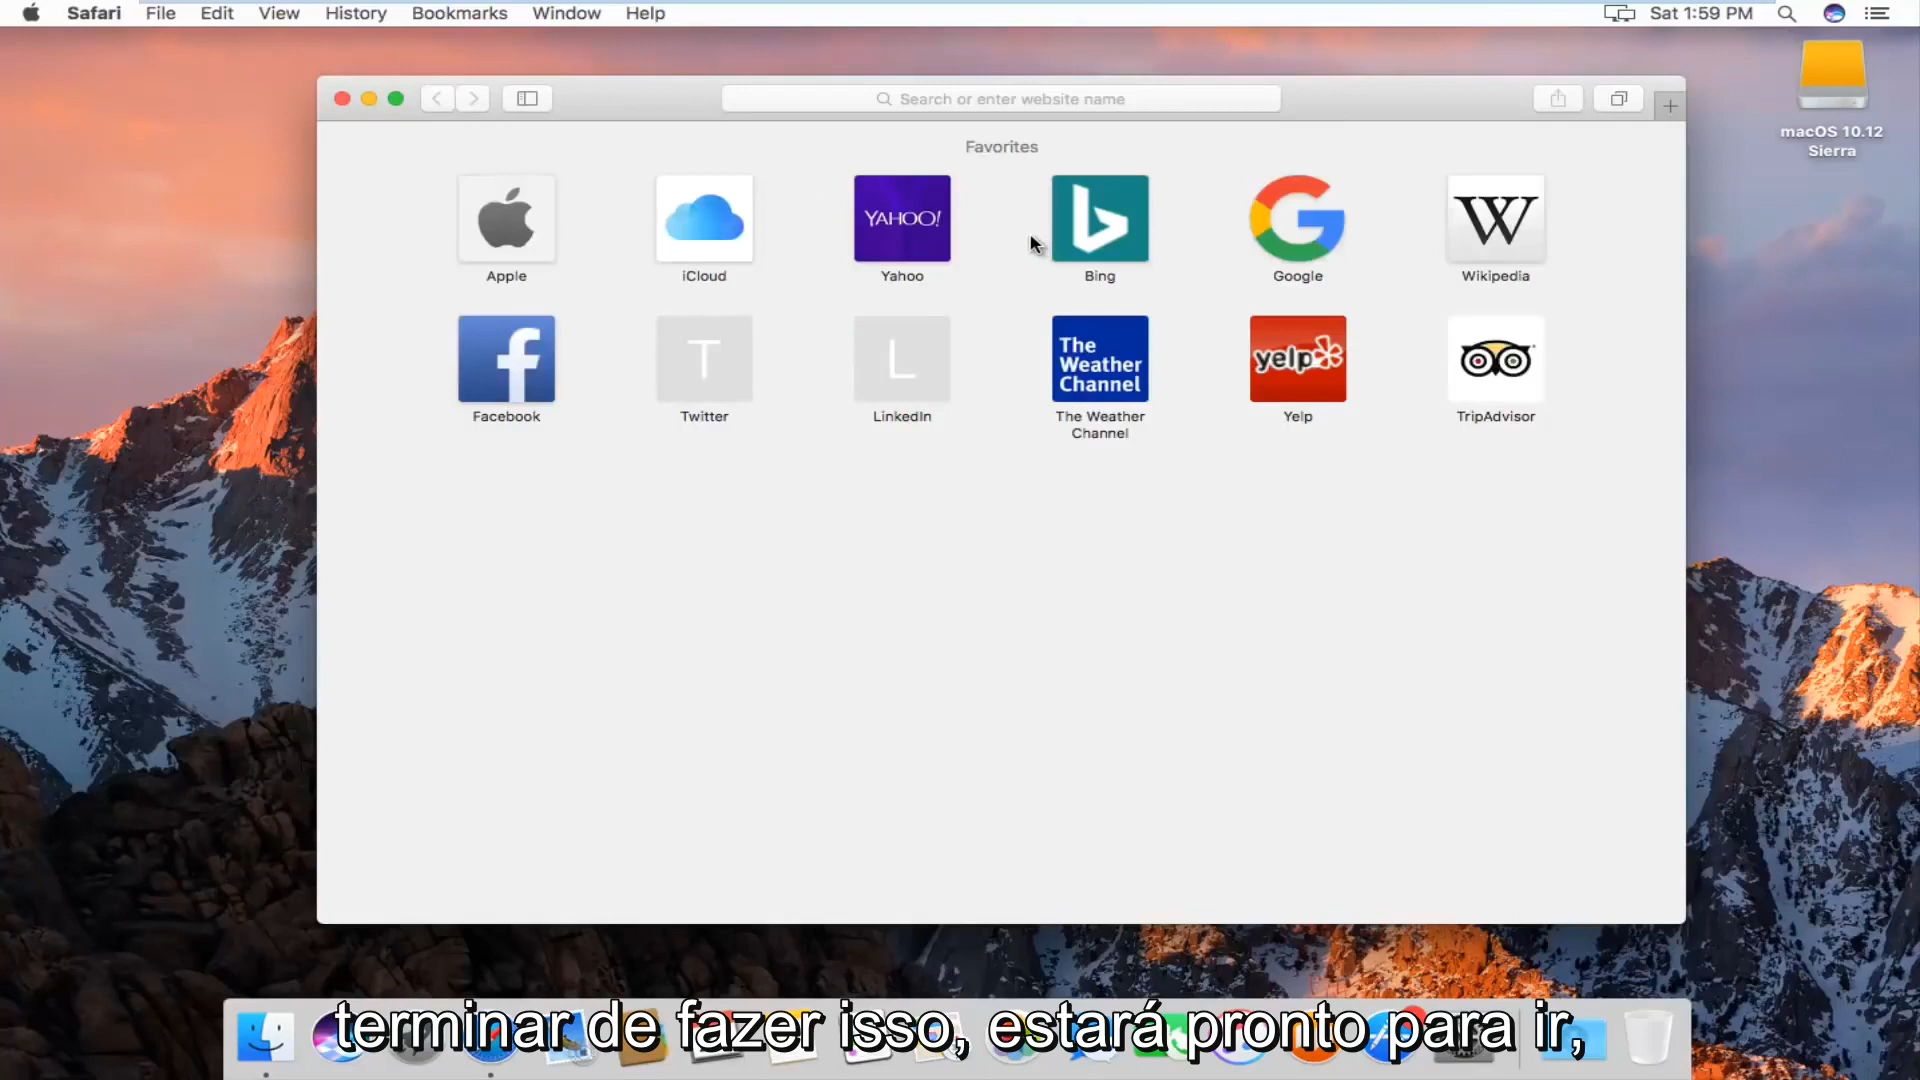 Safari File Edit View History Bookmarks Window Help
Sat 1:59 PM
macOS 10.12
Sierra
Search or enter website name
+
Favorites
YAHOO!
W
Apple iCloud Yahoo Bing Google Wikipedia
f T L The
Weather
Channel yelp
Facebook Twitter LinkedIn The Weather
Channel Yelp TripAdvisor
terminar de fazer isso, estará pronto para ir,